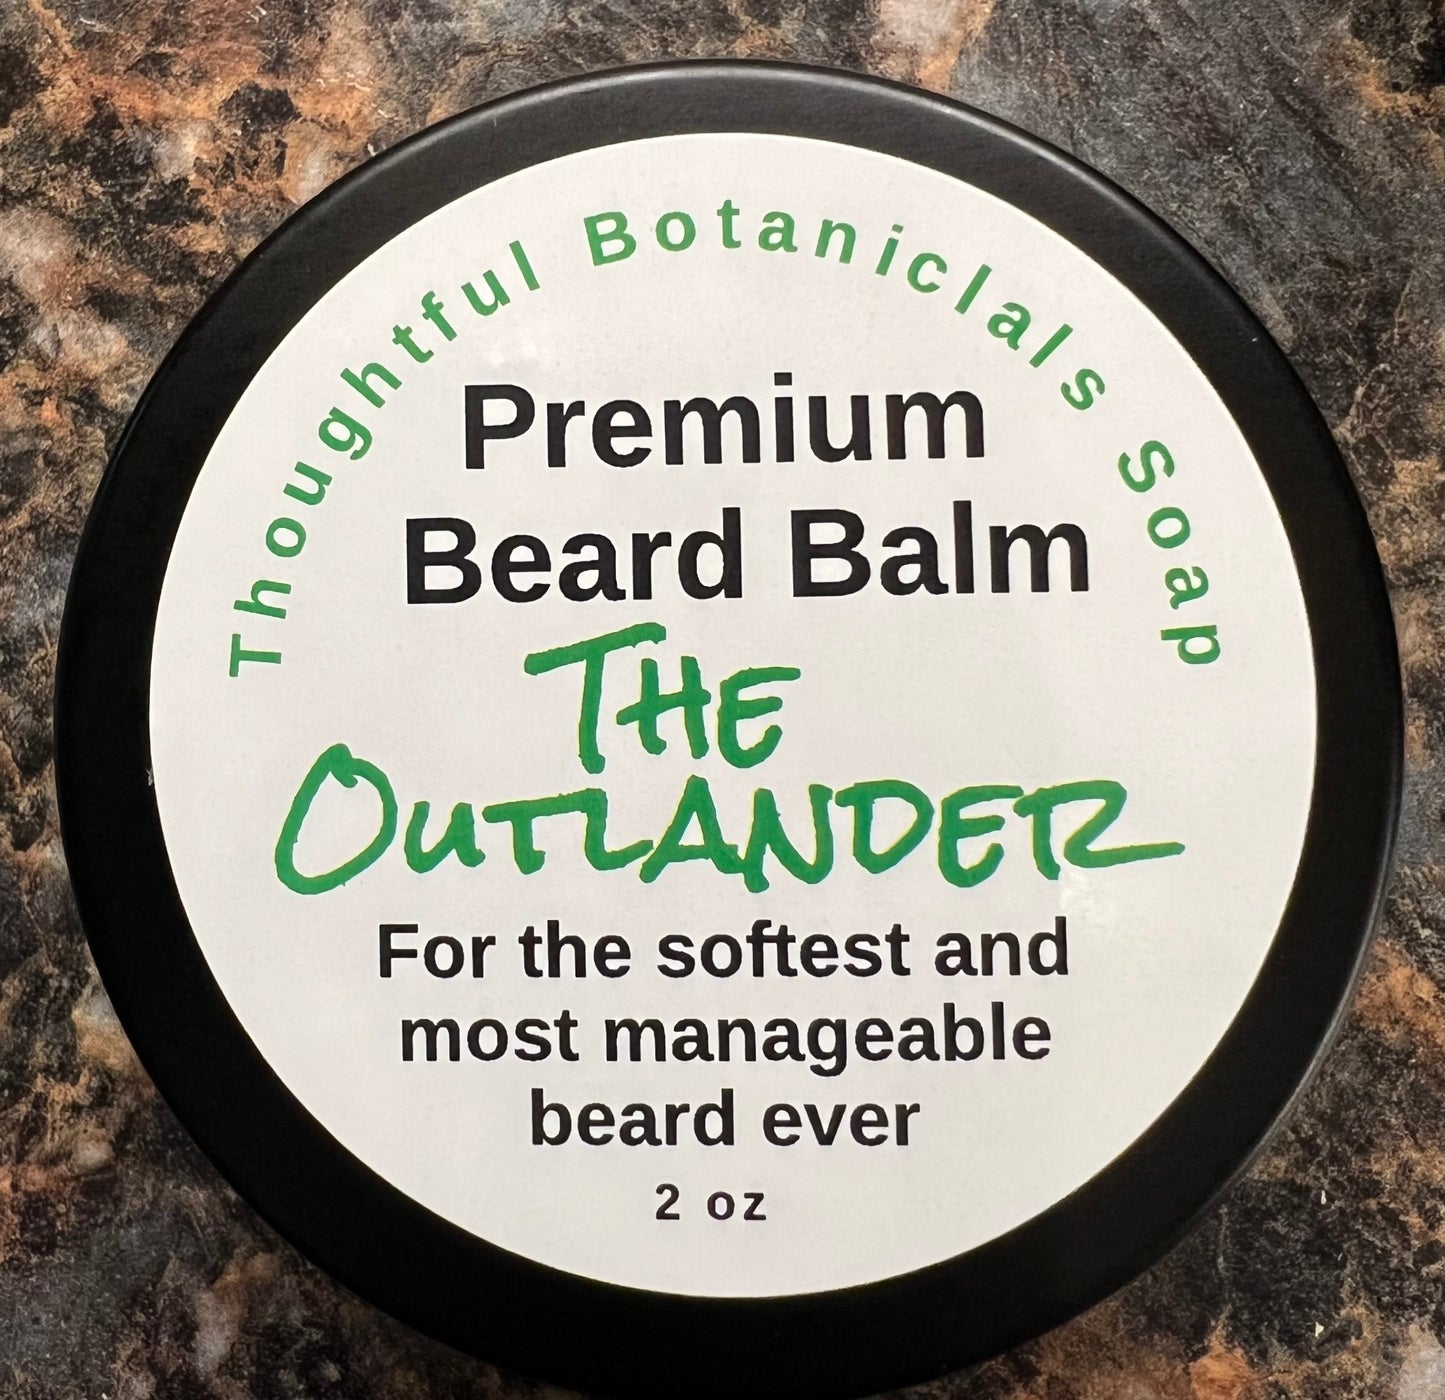 Thoughtful Botaniclals Soap
Premium
Beard Balm
The
Outlander
For the softest and
most manageable
beard ever
2 oz